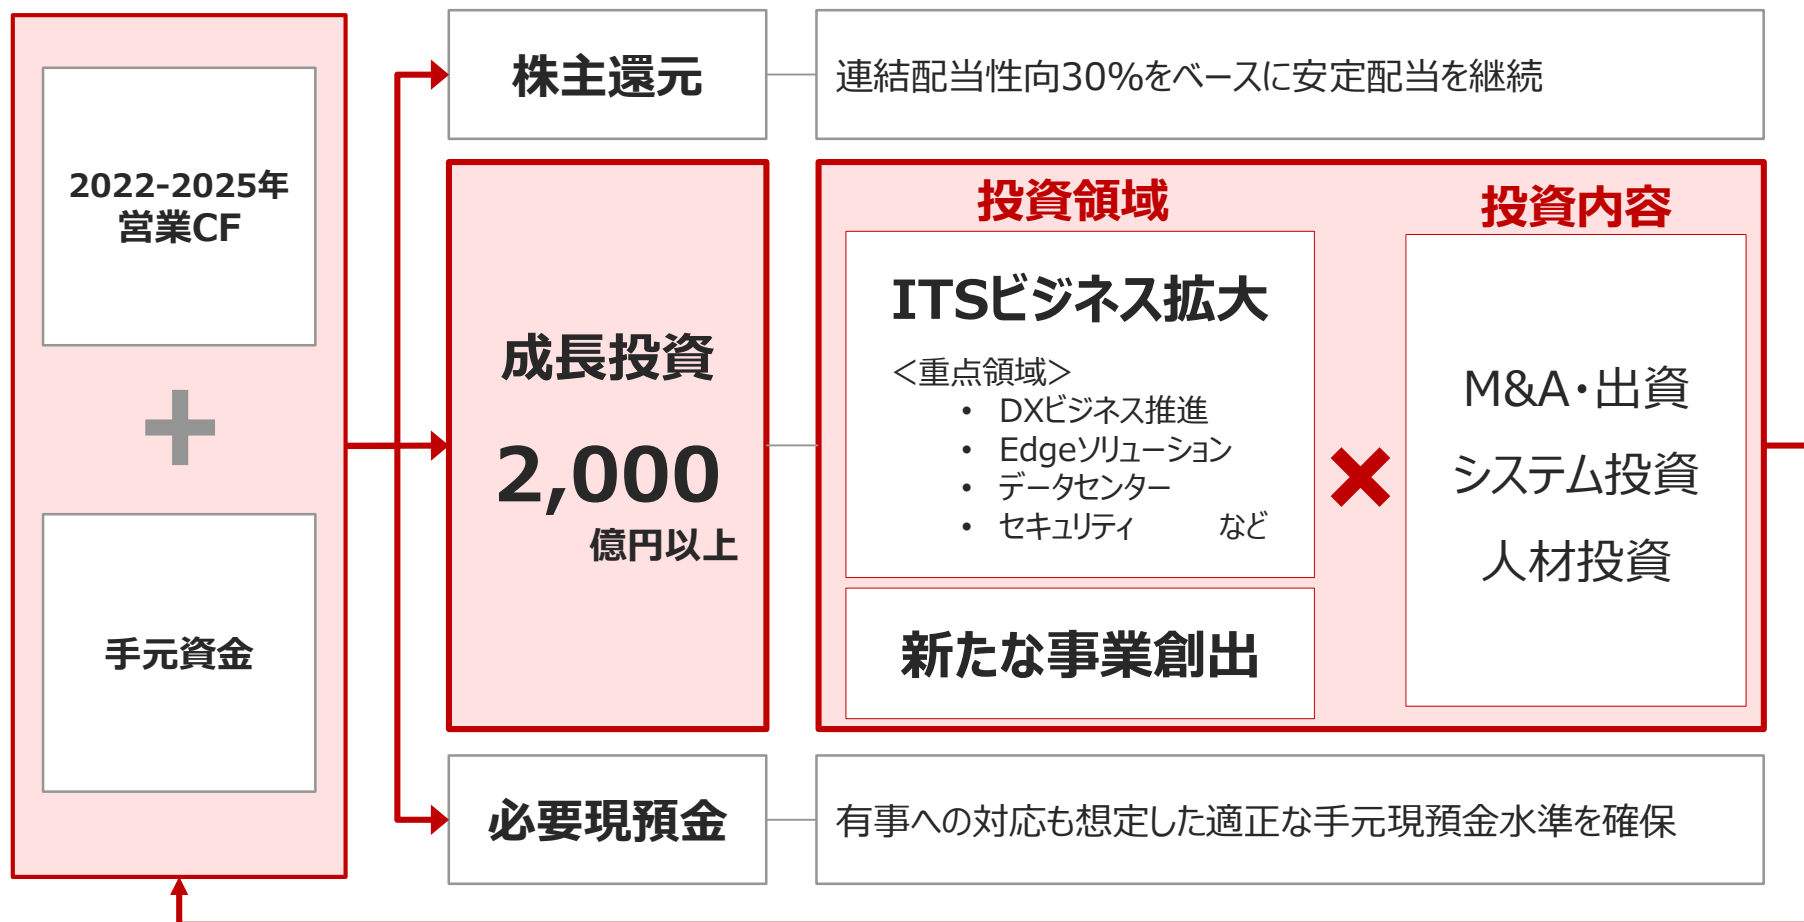 2022-2025年
営業CF
手元資金
株主還元
連結配当性向30%をベースに安定配当を継続
成長投資
2,000
億円以上
投資領域
ITSビジネス拡大
＜重点領域＞
• DXビジネス推進
• Edgeソリューション
• データセンター
• セキュリティ など
新たな事業創出
投資内容
M&A・出資
システム投資
人材投資
必要現預金
有事への対応も想定した適正な手元現預金水準を確保